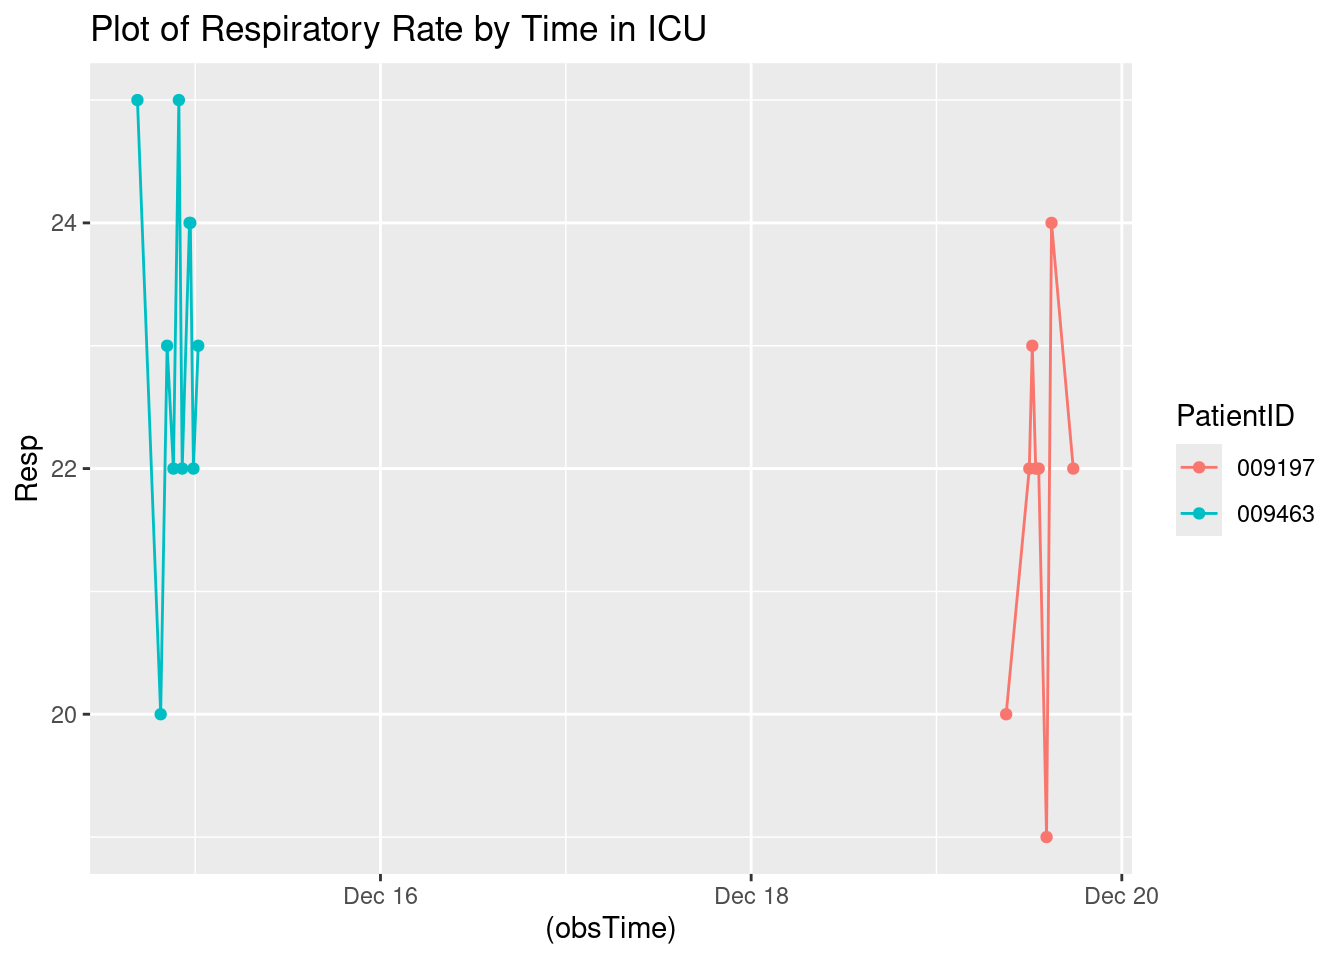 Plot of Respiratory Rate by Time in ICU
24
22
20
Resp
Dec 16
Dec 18
Dec 20
(obsTime)
PatientID
009197
009463